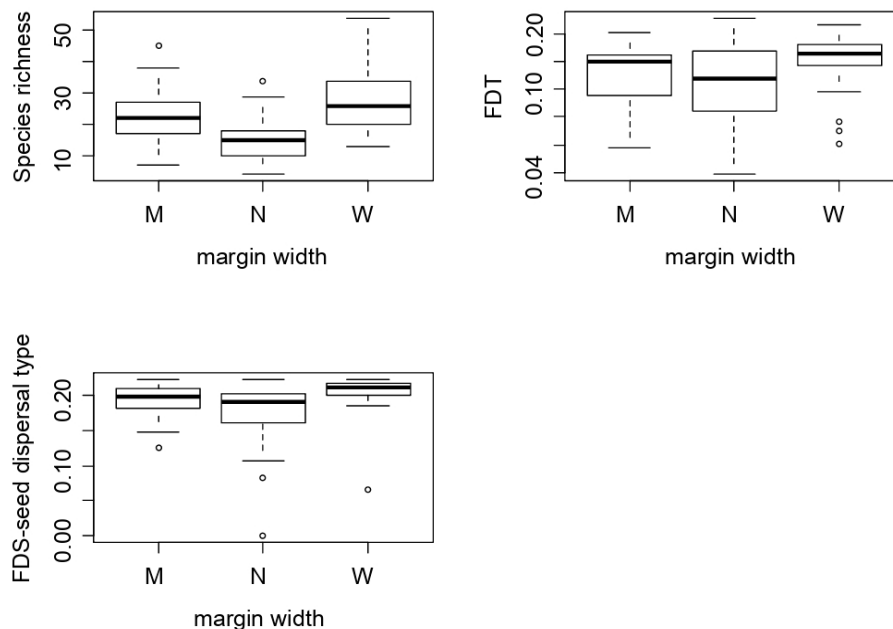 Species richness
50
30
10
M N W
margin width
FDT
0.20
0.10
0.04
M N W
margin width
FDS-seed dispersal type
0.20
0.10
0.00
M N W
margin width